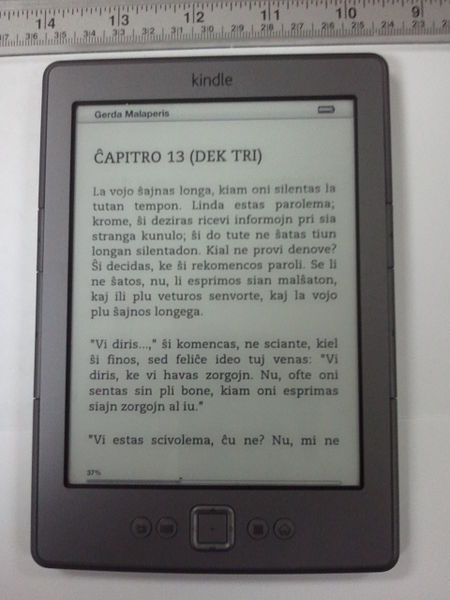 14 13 12 11 10 9
kindle
Gerda Malaperis
ĈAPITRO 13 (DEK TRI)
La vojo ŝajnas longa, kiam oni silentas la
tutan tempon. Linda estas parolema;
krome, ŝi deziras ricevi informojn pri sia
stranga kunulo; ŝi do tute ne ŝatas tiun
longan silentadon. Kial ne provi denove?
Ŝi decidas, ke ŝi rekomencos paroli. Se li
ne ŝatos, nu, li esprimos sian malŝaton,
kaj ili plu veturos senvorte, kaj la vojo
plu ŝajnos longega.
"Vi diris...," ŝi komencas, ne sciante, kiel
ŝi finos, sed feliĉe ideo tuj venas: "Vi
diris, ke vi havas zorgojn. Nu, ofte oni
sentas sin pli bone, kiam oni esprimas
siajn zorgojn al iu."
"Vi estas scivolema, ĉu ne? Nu, mi ne
37%